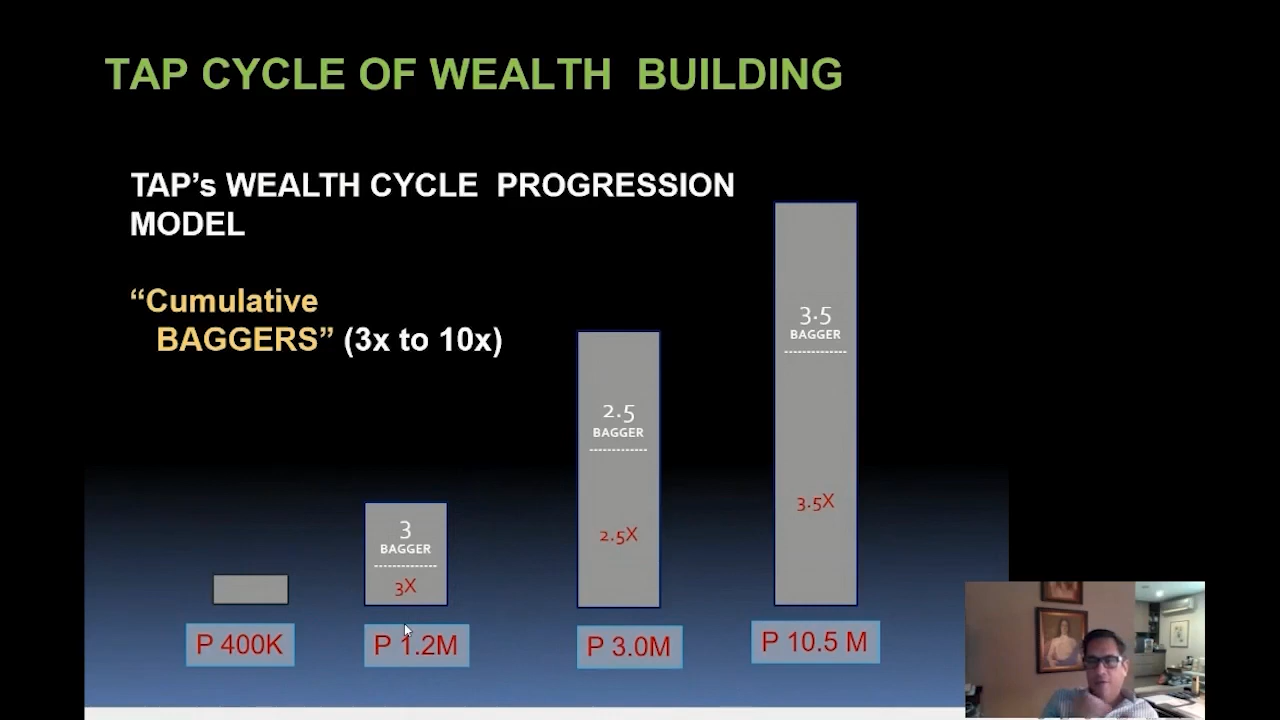 TAP CYCLE OF WEALTH BUILDING
TAP’s WEALTH CYCLE PROGRESSION
MODEL
“Cumulative
BAGGERS” (3x to 10x)
3
BAGGER
3X
2.5
BAGGER
2.5X
3.5
BAGGER
3.5X
P 400K
P 1.2M
P 3.0M
P 10.5 M